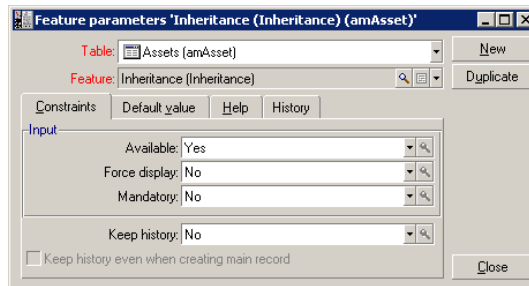 Feature parameters 'Inheritance (Inheritance) (amAsset)'
Table: Assets (amAsset)
New
Feature: Inheritance (Inheritance)
Duplicate
Constraints Default value Help History
Input
Available: Yes
Force display: No
Mandatory: No
Keep history: No
Keep history even when creating main record
Close